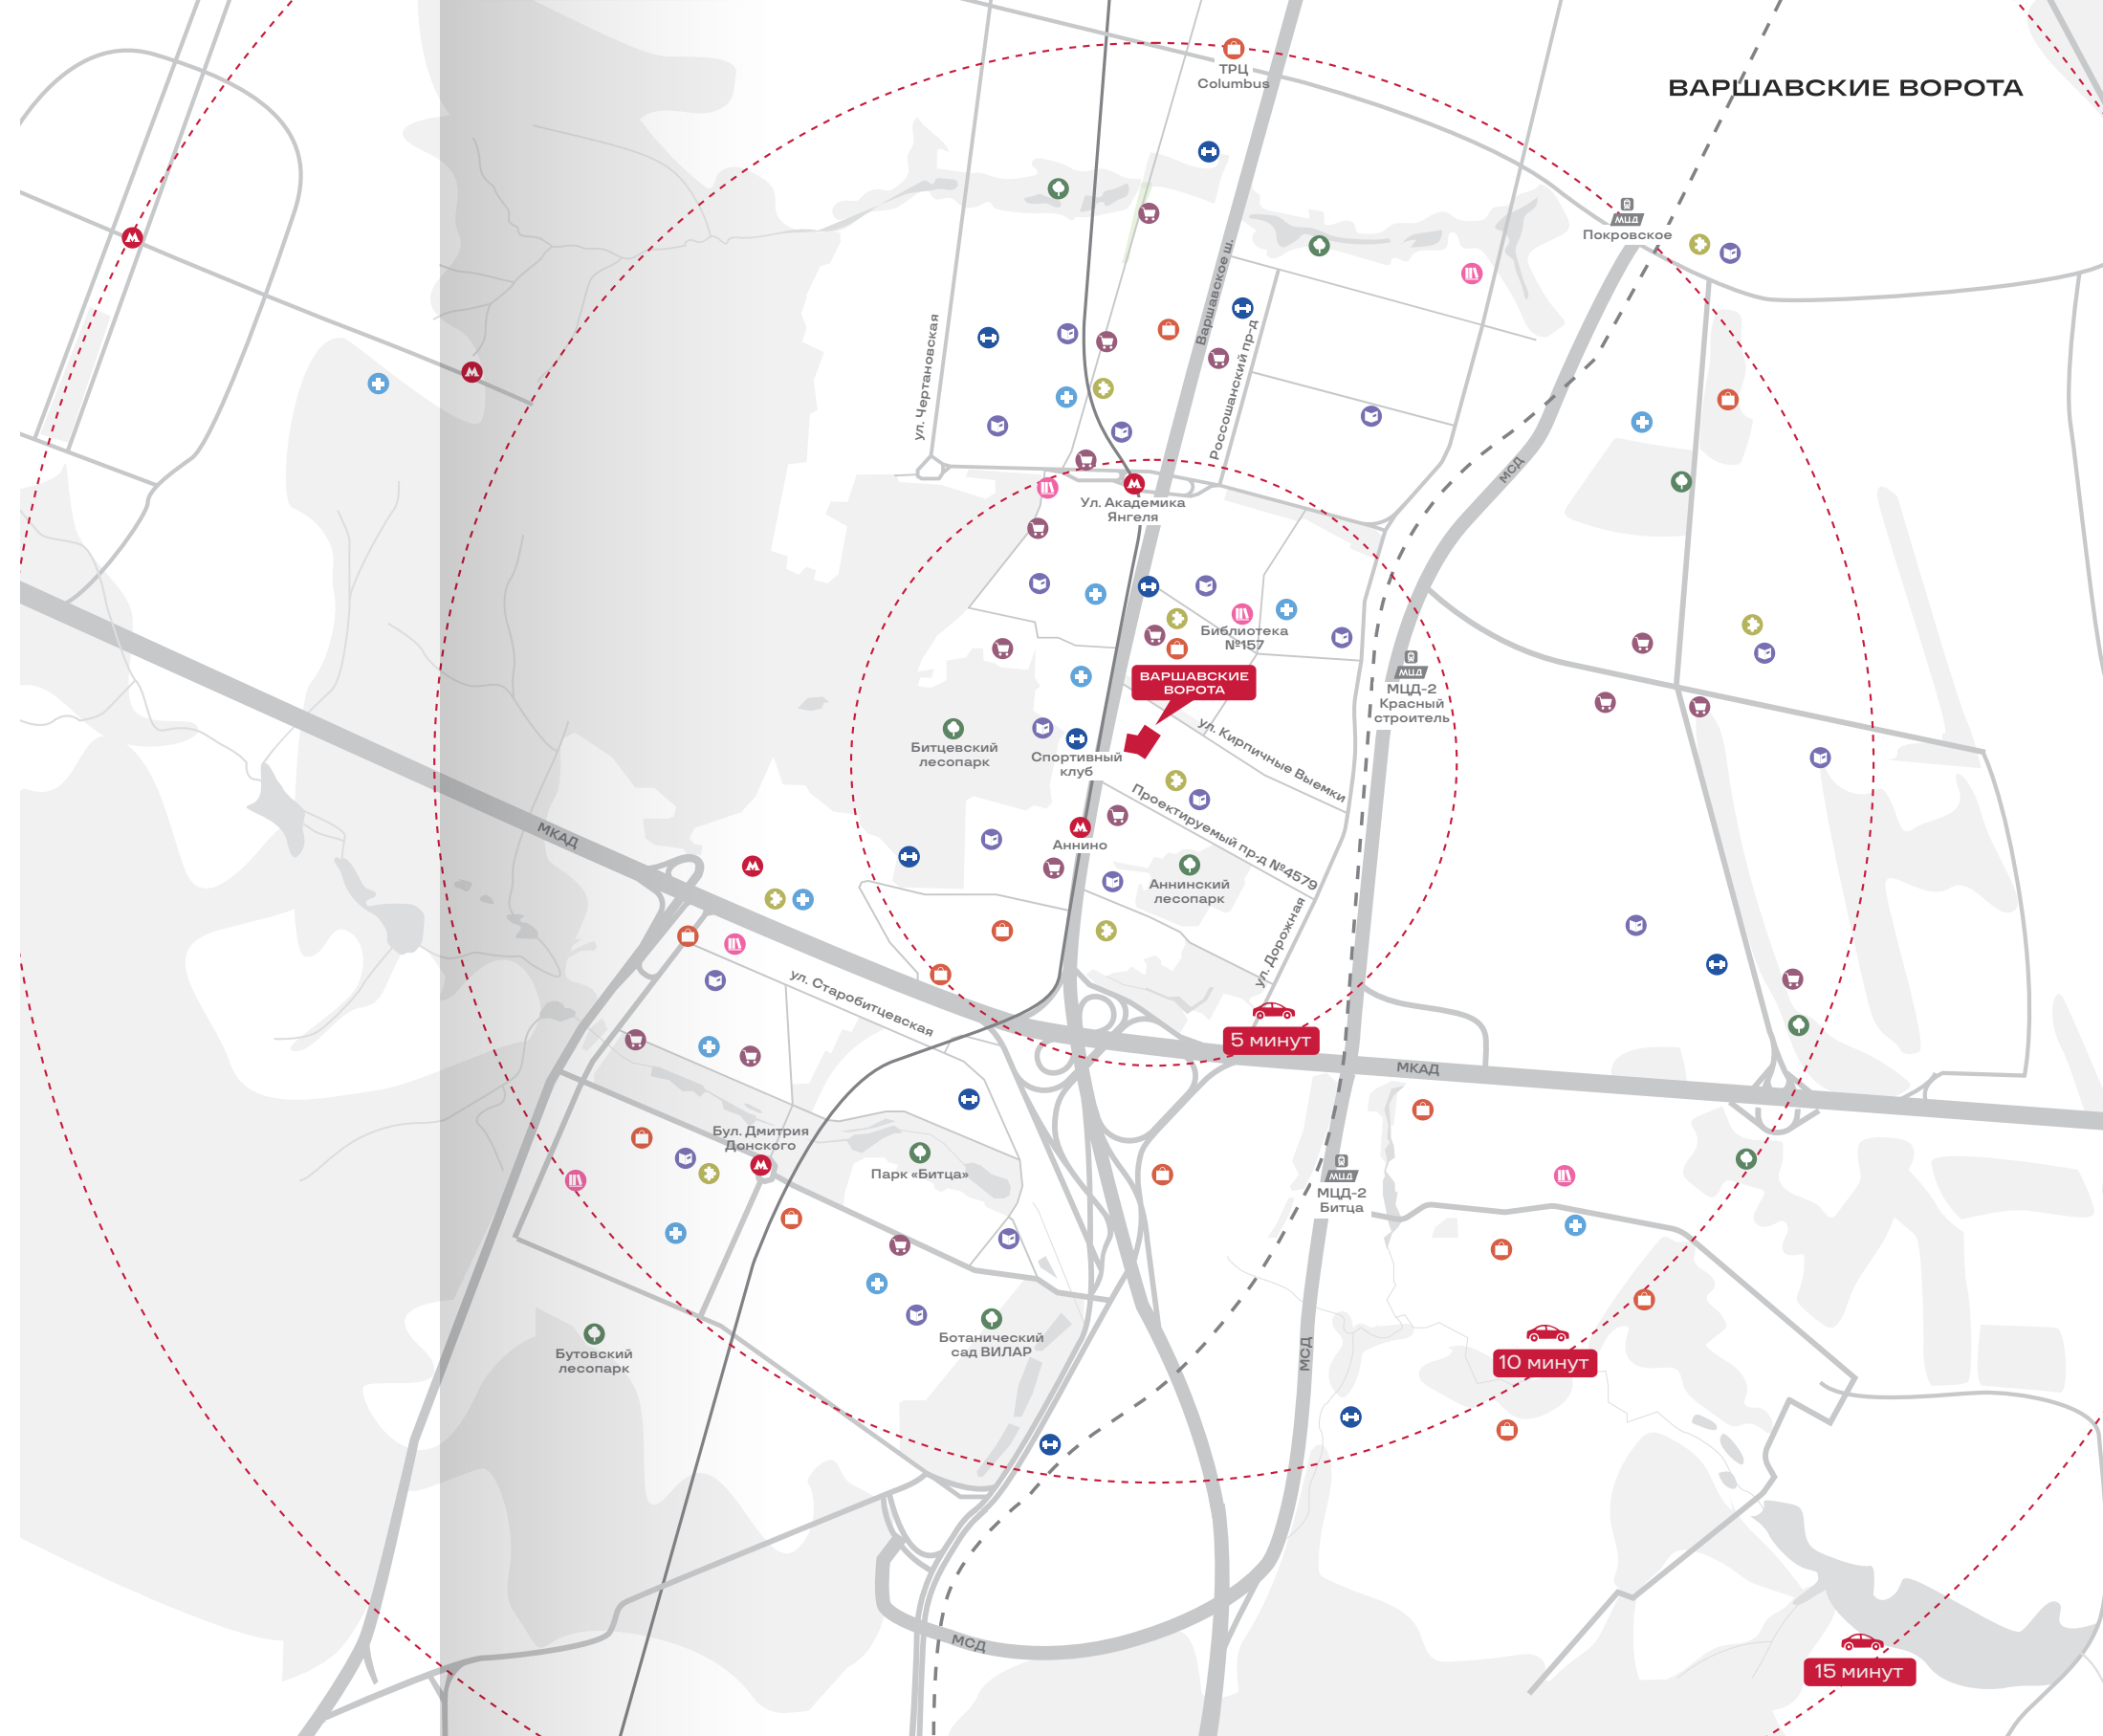 ТРЦ
Columbus
ВАРШАВСКИЕ ВОРОТА
мцд
Покровское
Варшавское ш.
ул. Чертановская
Россошанский пр-д
МСД
Ул. Академика
Янгеля
Библиотека
№157
ВАРШАВСКИЕ
ВОРОТА
мцд
МЦД-2
Красный
строитель
ул. Кирпичные Выемки
Битцевский
лесопарк
Спортивный
клуб
Проектируемый пр-д №4579
МКАД
Аннино
Аннинский
лесопарк
ул. Дорожная
ул. Старобитцевская
5 минут
МКАД
Бул. Дмитрия
Донского
Парк «Битца»
мцд
МЦД-2
Битца
Ботанический
сад ВИЛАР
Бутовский
лесопарк
МСД
10 минут
МСД
15 минут